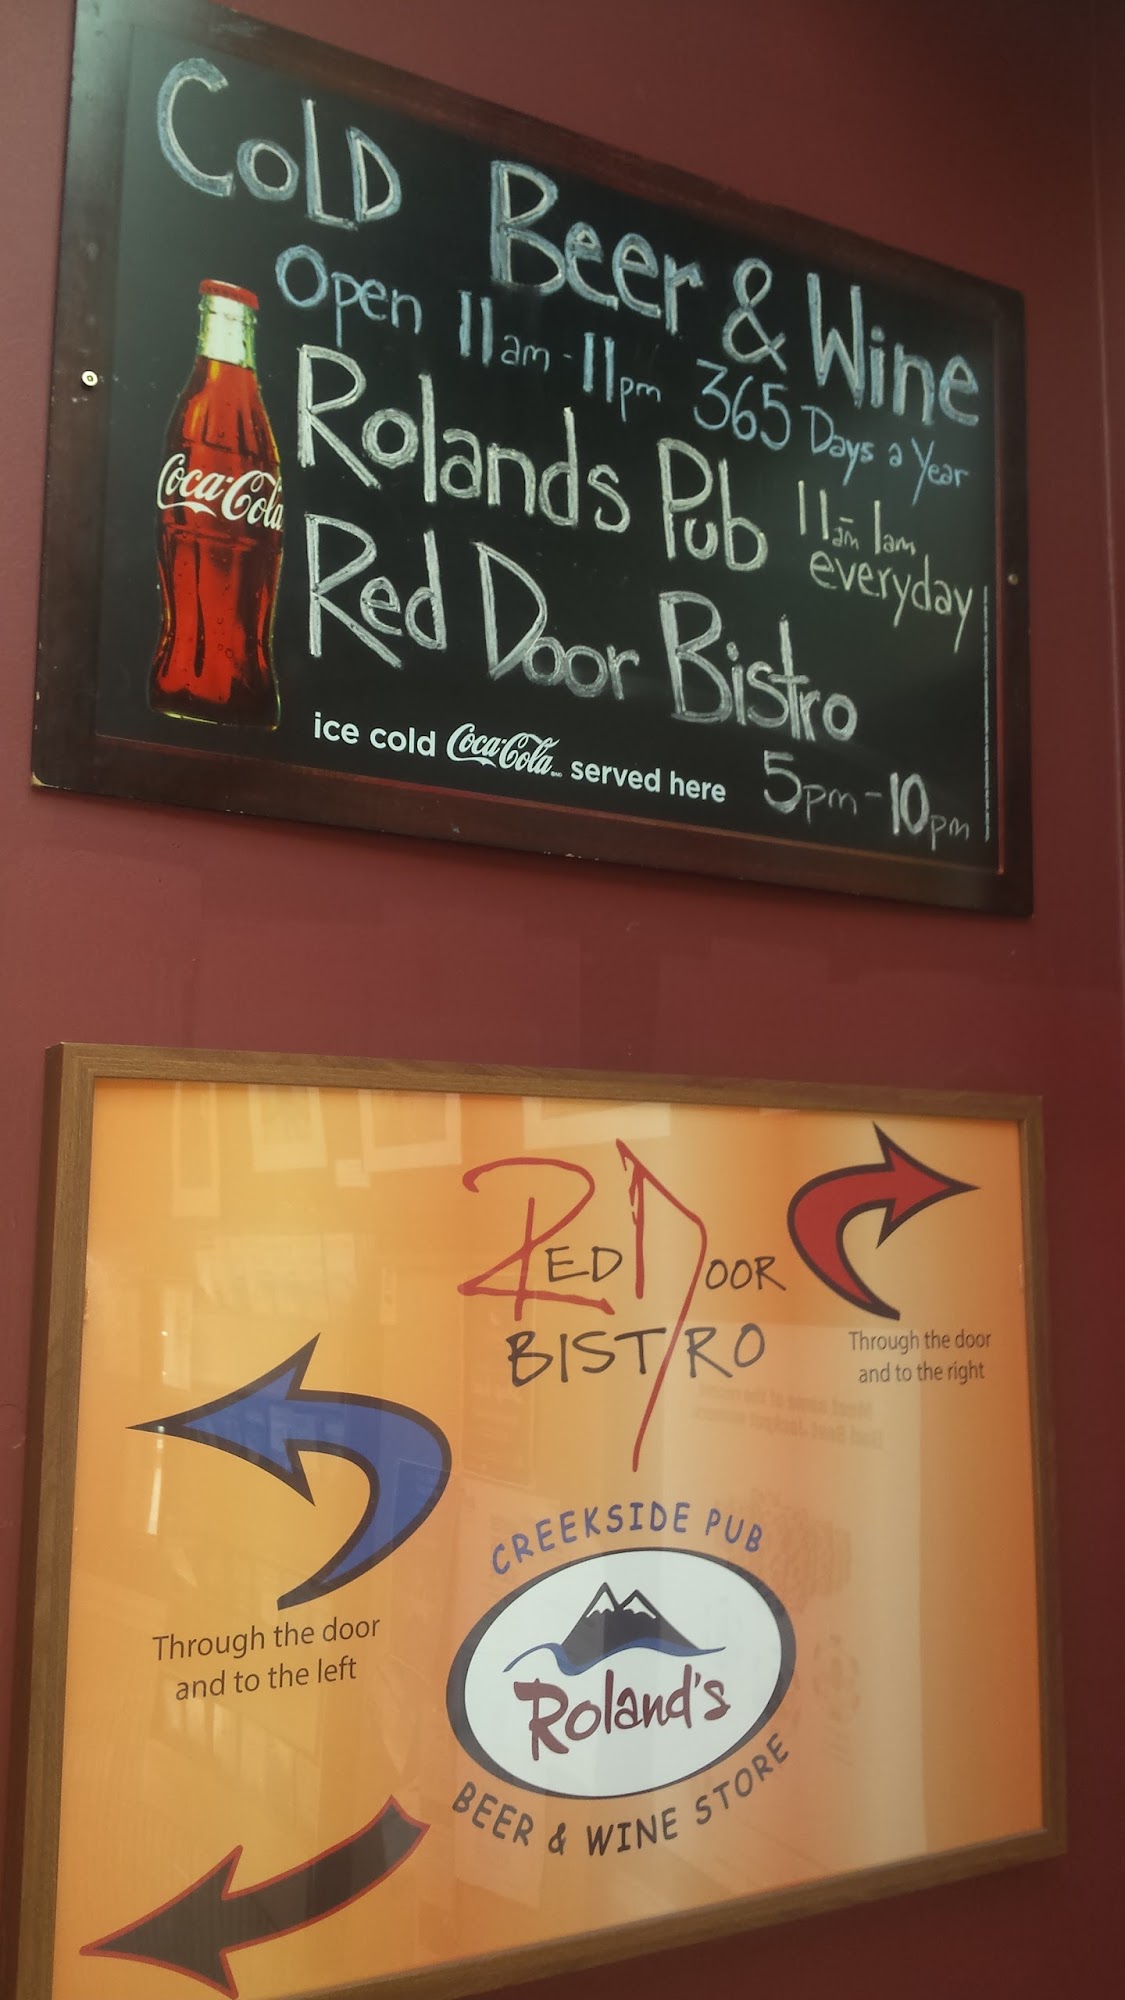 Cold Beer & Wine
Open 11am - 11pm 365 Days a Year
Rolands Pub 11am - 1am
everyday
Red Door Bistro
5pm - 10pm
Coca-Cola
ice cold Coca-Cola served here
RED DOOR
BISTRO
Through the door
and to the right
Through the door
and to the left
CREEKSIDE PUB
Roland's
BEER & WINE STORE